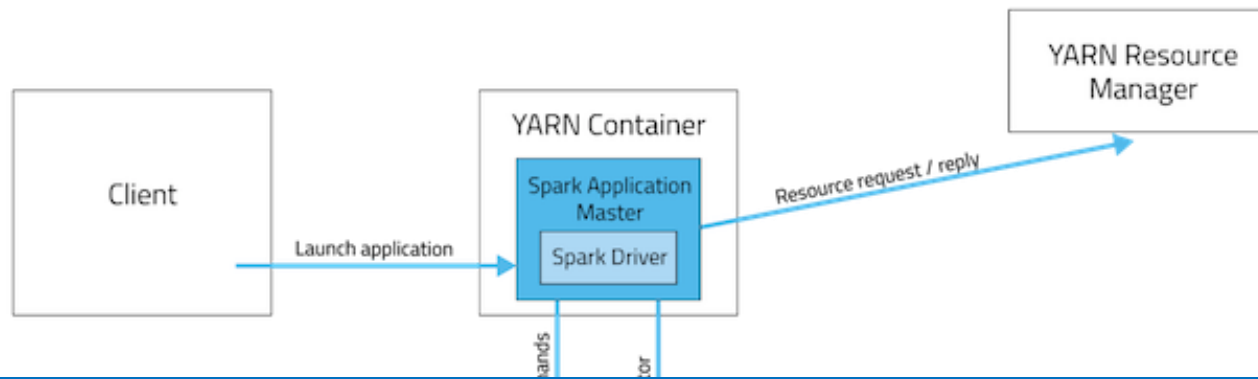 YARN Resource
Manager
YARN Container
Client
Spark Application
Master
Spark Driver
Launch application
Resource request / reply